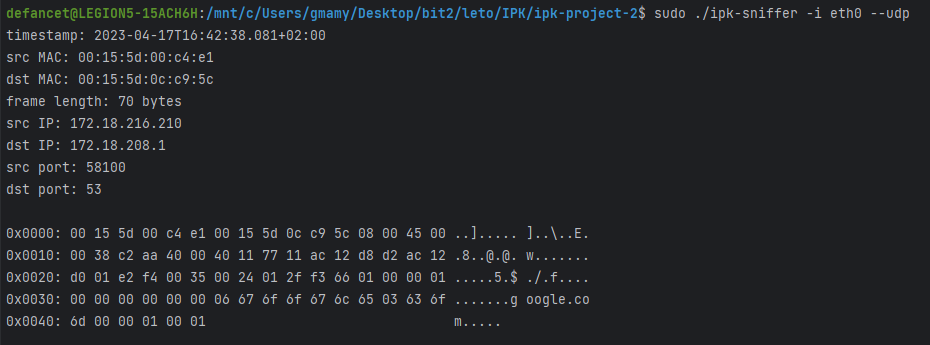 defancet@LEGION5-15ACH6H:/mnt/c/Users/gmamy/Desktop/bit2/leto/IPK/ipk-project-2$ sudo ./ipk-sniffer -i eth0 --udp
timestamp: 2023-04-17T16:42:38.081+02:00
src MAC: 00:15:5d:00:c4:e1
dst MAC: 00:15:5d:0c:c9:5c
frame length: 70 bytes
src IP: 172.18.216.210
dst IP: 172.18.208.1
src port: 58100
dst port: 53
0x0000: 00 15 5d 00 c4 e1 00 15 5d 0c c9 5c 08 00 45 00 ..]..... ]..\..E.
0x0010: 00 38 c2 aa 40 00 40 11 77 11 ac 12 d8 d2 ac 12 .8..@.@. w.......
0x0020: d0 01 e2 f4 00 35 00 24 01 2f f3 66 01 00 00 01 .....5.$ ./.f....
0x0030: 00 00 00 00 00 00 06 67 6f 6f 67 6c 65 03 63 6f .......g oogle.co
0x0040: 6d 00 00 01 00 01 m.....